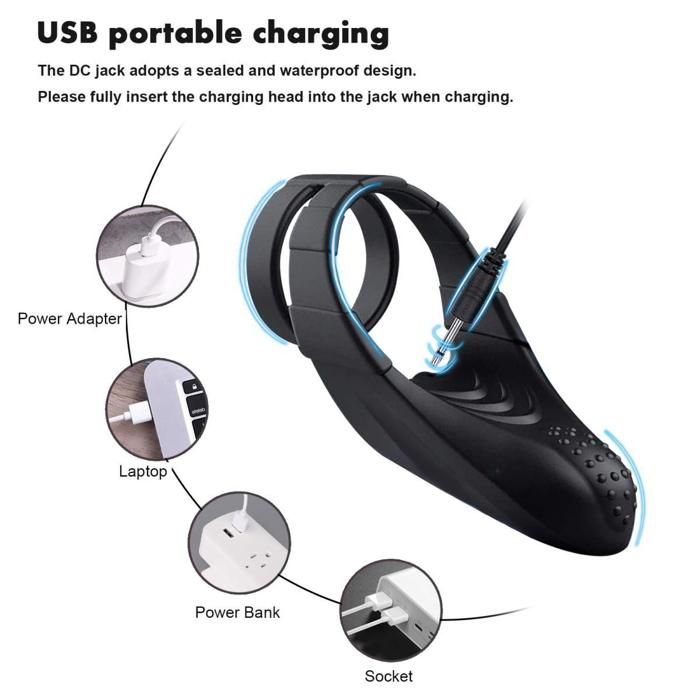 USB portable charging
The DC jack adopts a sealed and waterproof design.
Please fully insert the charging head into the jack when charging.
Power Adapter
Laptop
Power Bank
Socket